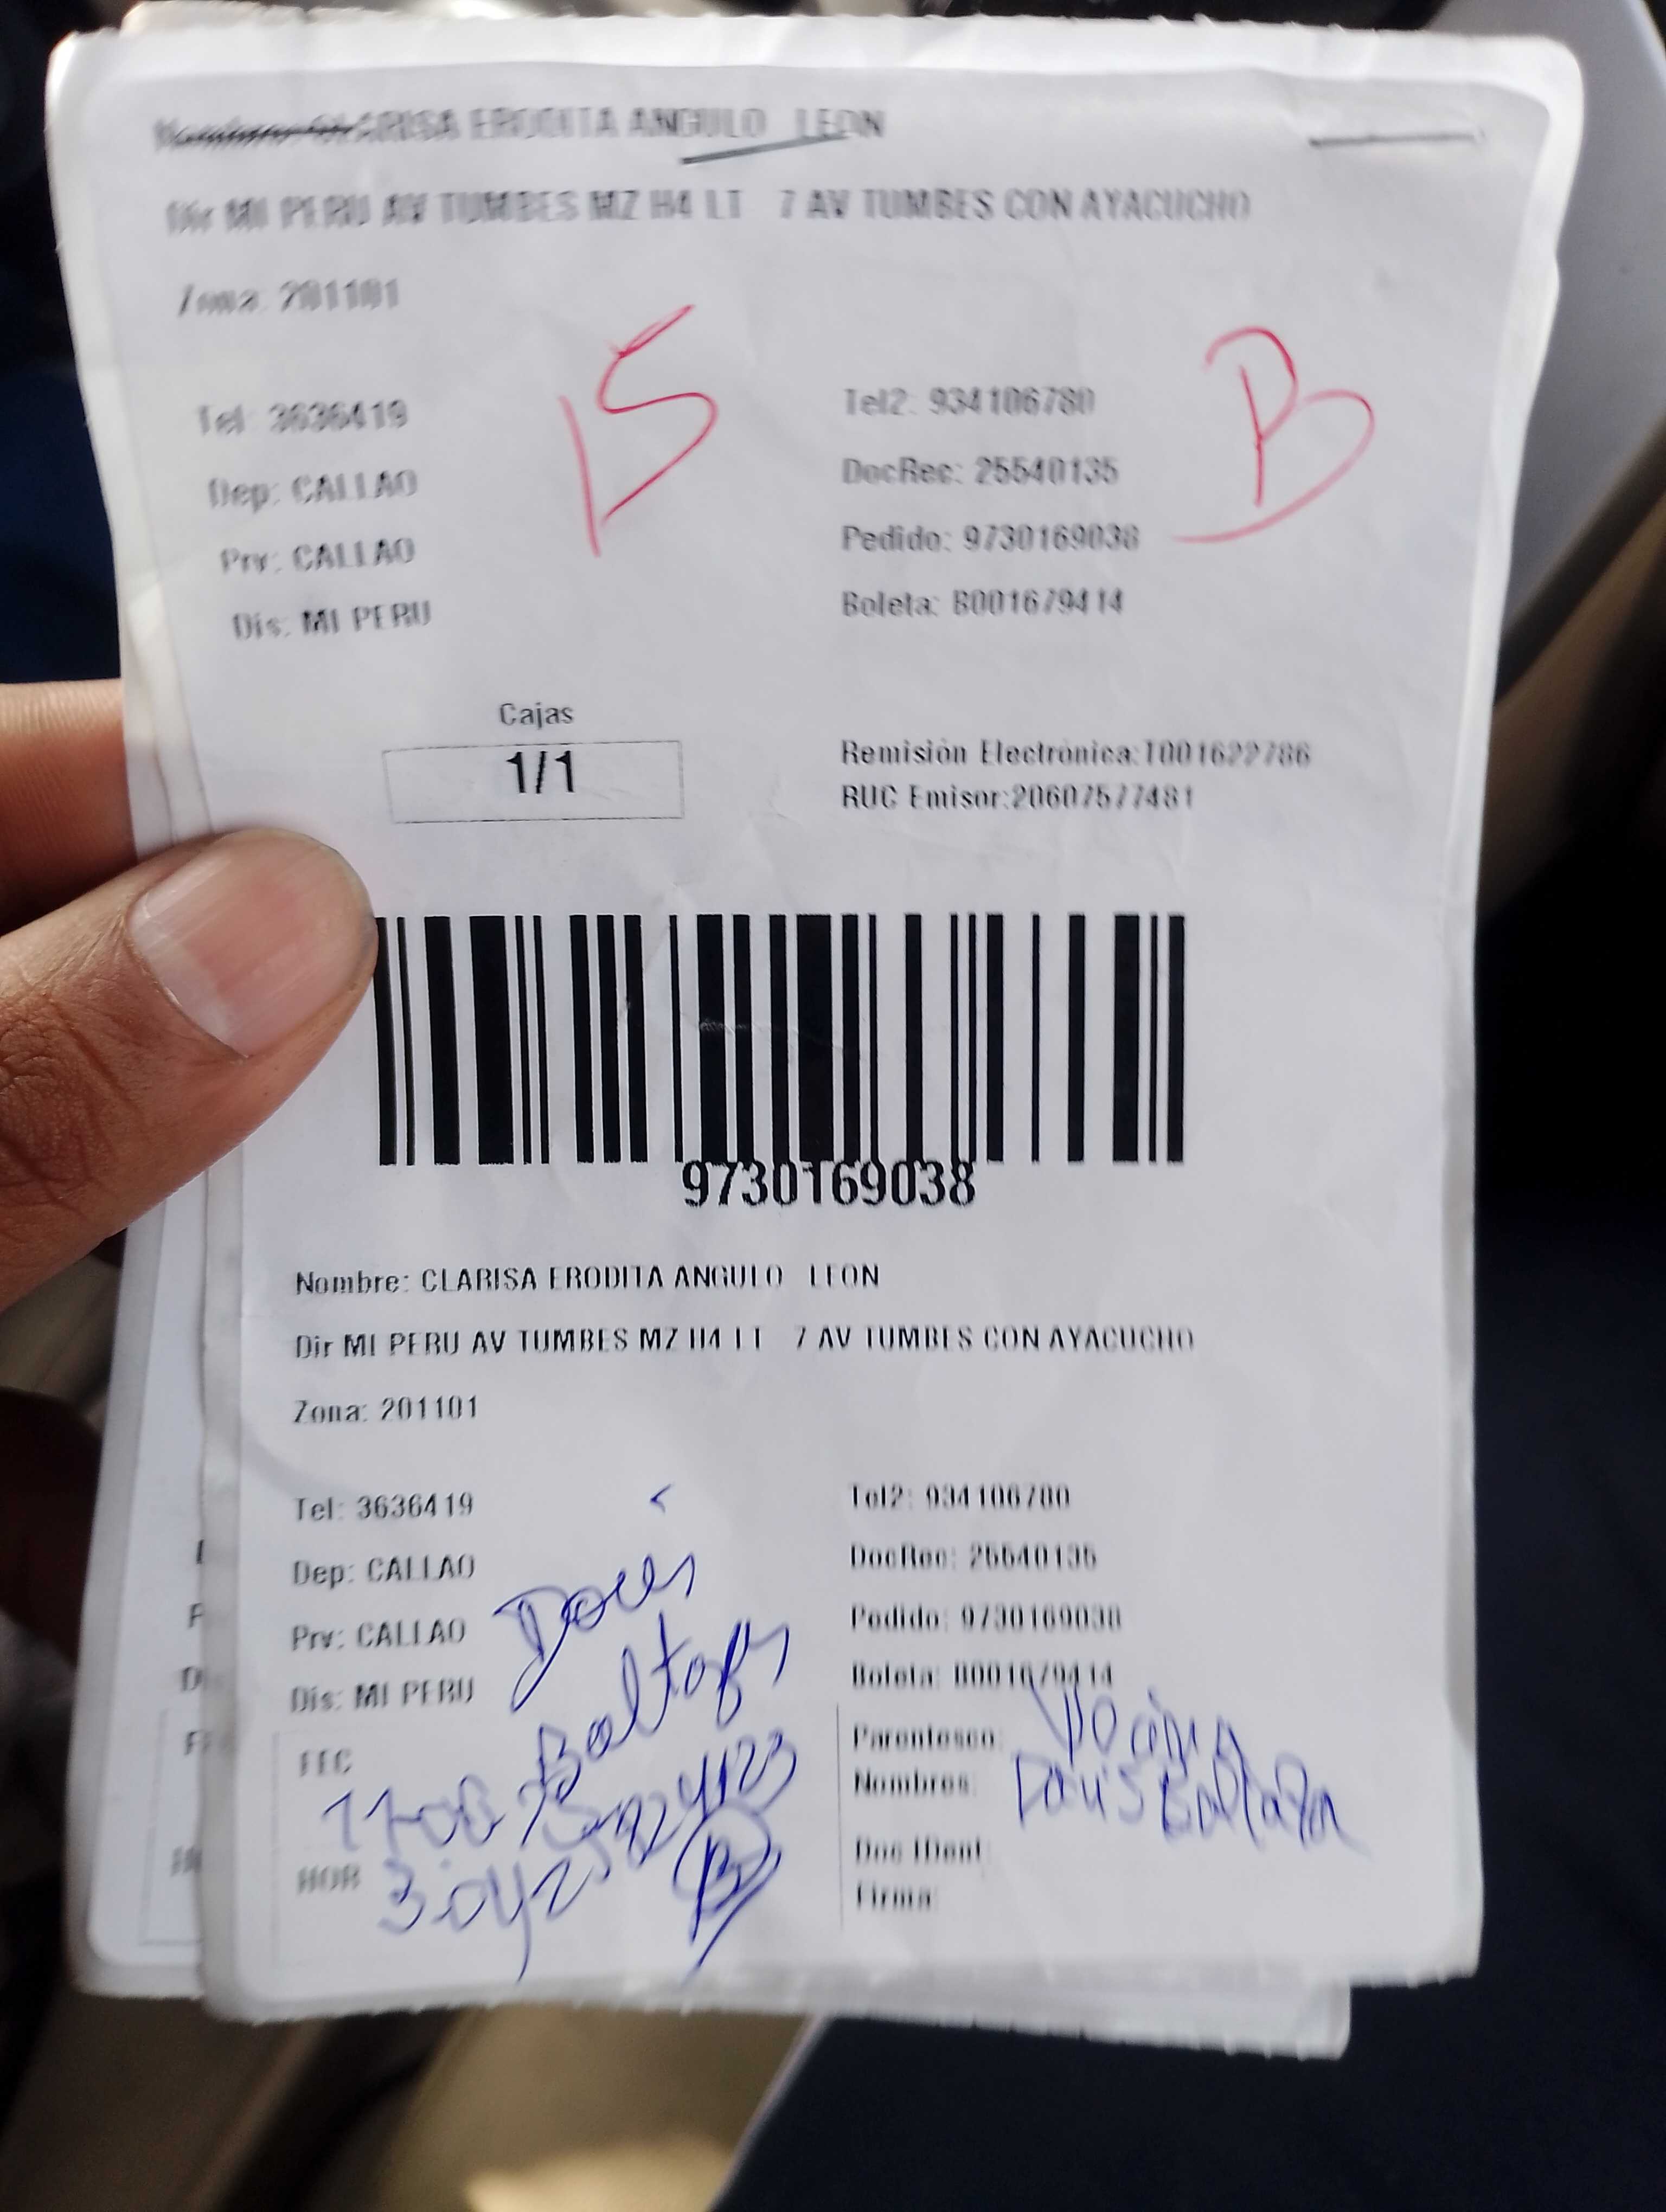 CLARISA ERODITA ANGULO LEON
Dir MI PERU AV TUMBES MZ H4 LT 7 AV TUMBES CON AYACUCHO
Zona: 201101
15
B
Tel: 3636419
Tel2: 934106780
Dep: CALLAO
DocRec: 25540135
Prv: CALLAO
Pedido: 9730169038
Dis: MI PERU
Boleta: B001679414
Cajas
1/1
Remisión Electrónica:T001622786
RUC Emisor:20607577481
9730169038
Nombre: CLARISA ERODITA ANGULO LEON
Dir MI PERU AV TUMBES MZ H4 LT 7 AV TUMBES CON AYACUCHO
Zona: 201101
Tel: 3636419
Tel2: 934106780
Dep: CALLAO
DocRec: 25540135
Prv: CALLAO
Pedido: 9730169038
Dis: MI PERU
Boleta: B001679414
FEC
HOR
Parentesco:
Nombres:
Doc IDent:
Firma:
B